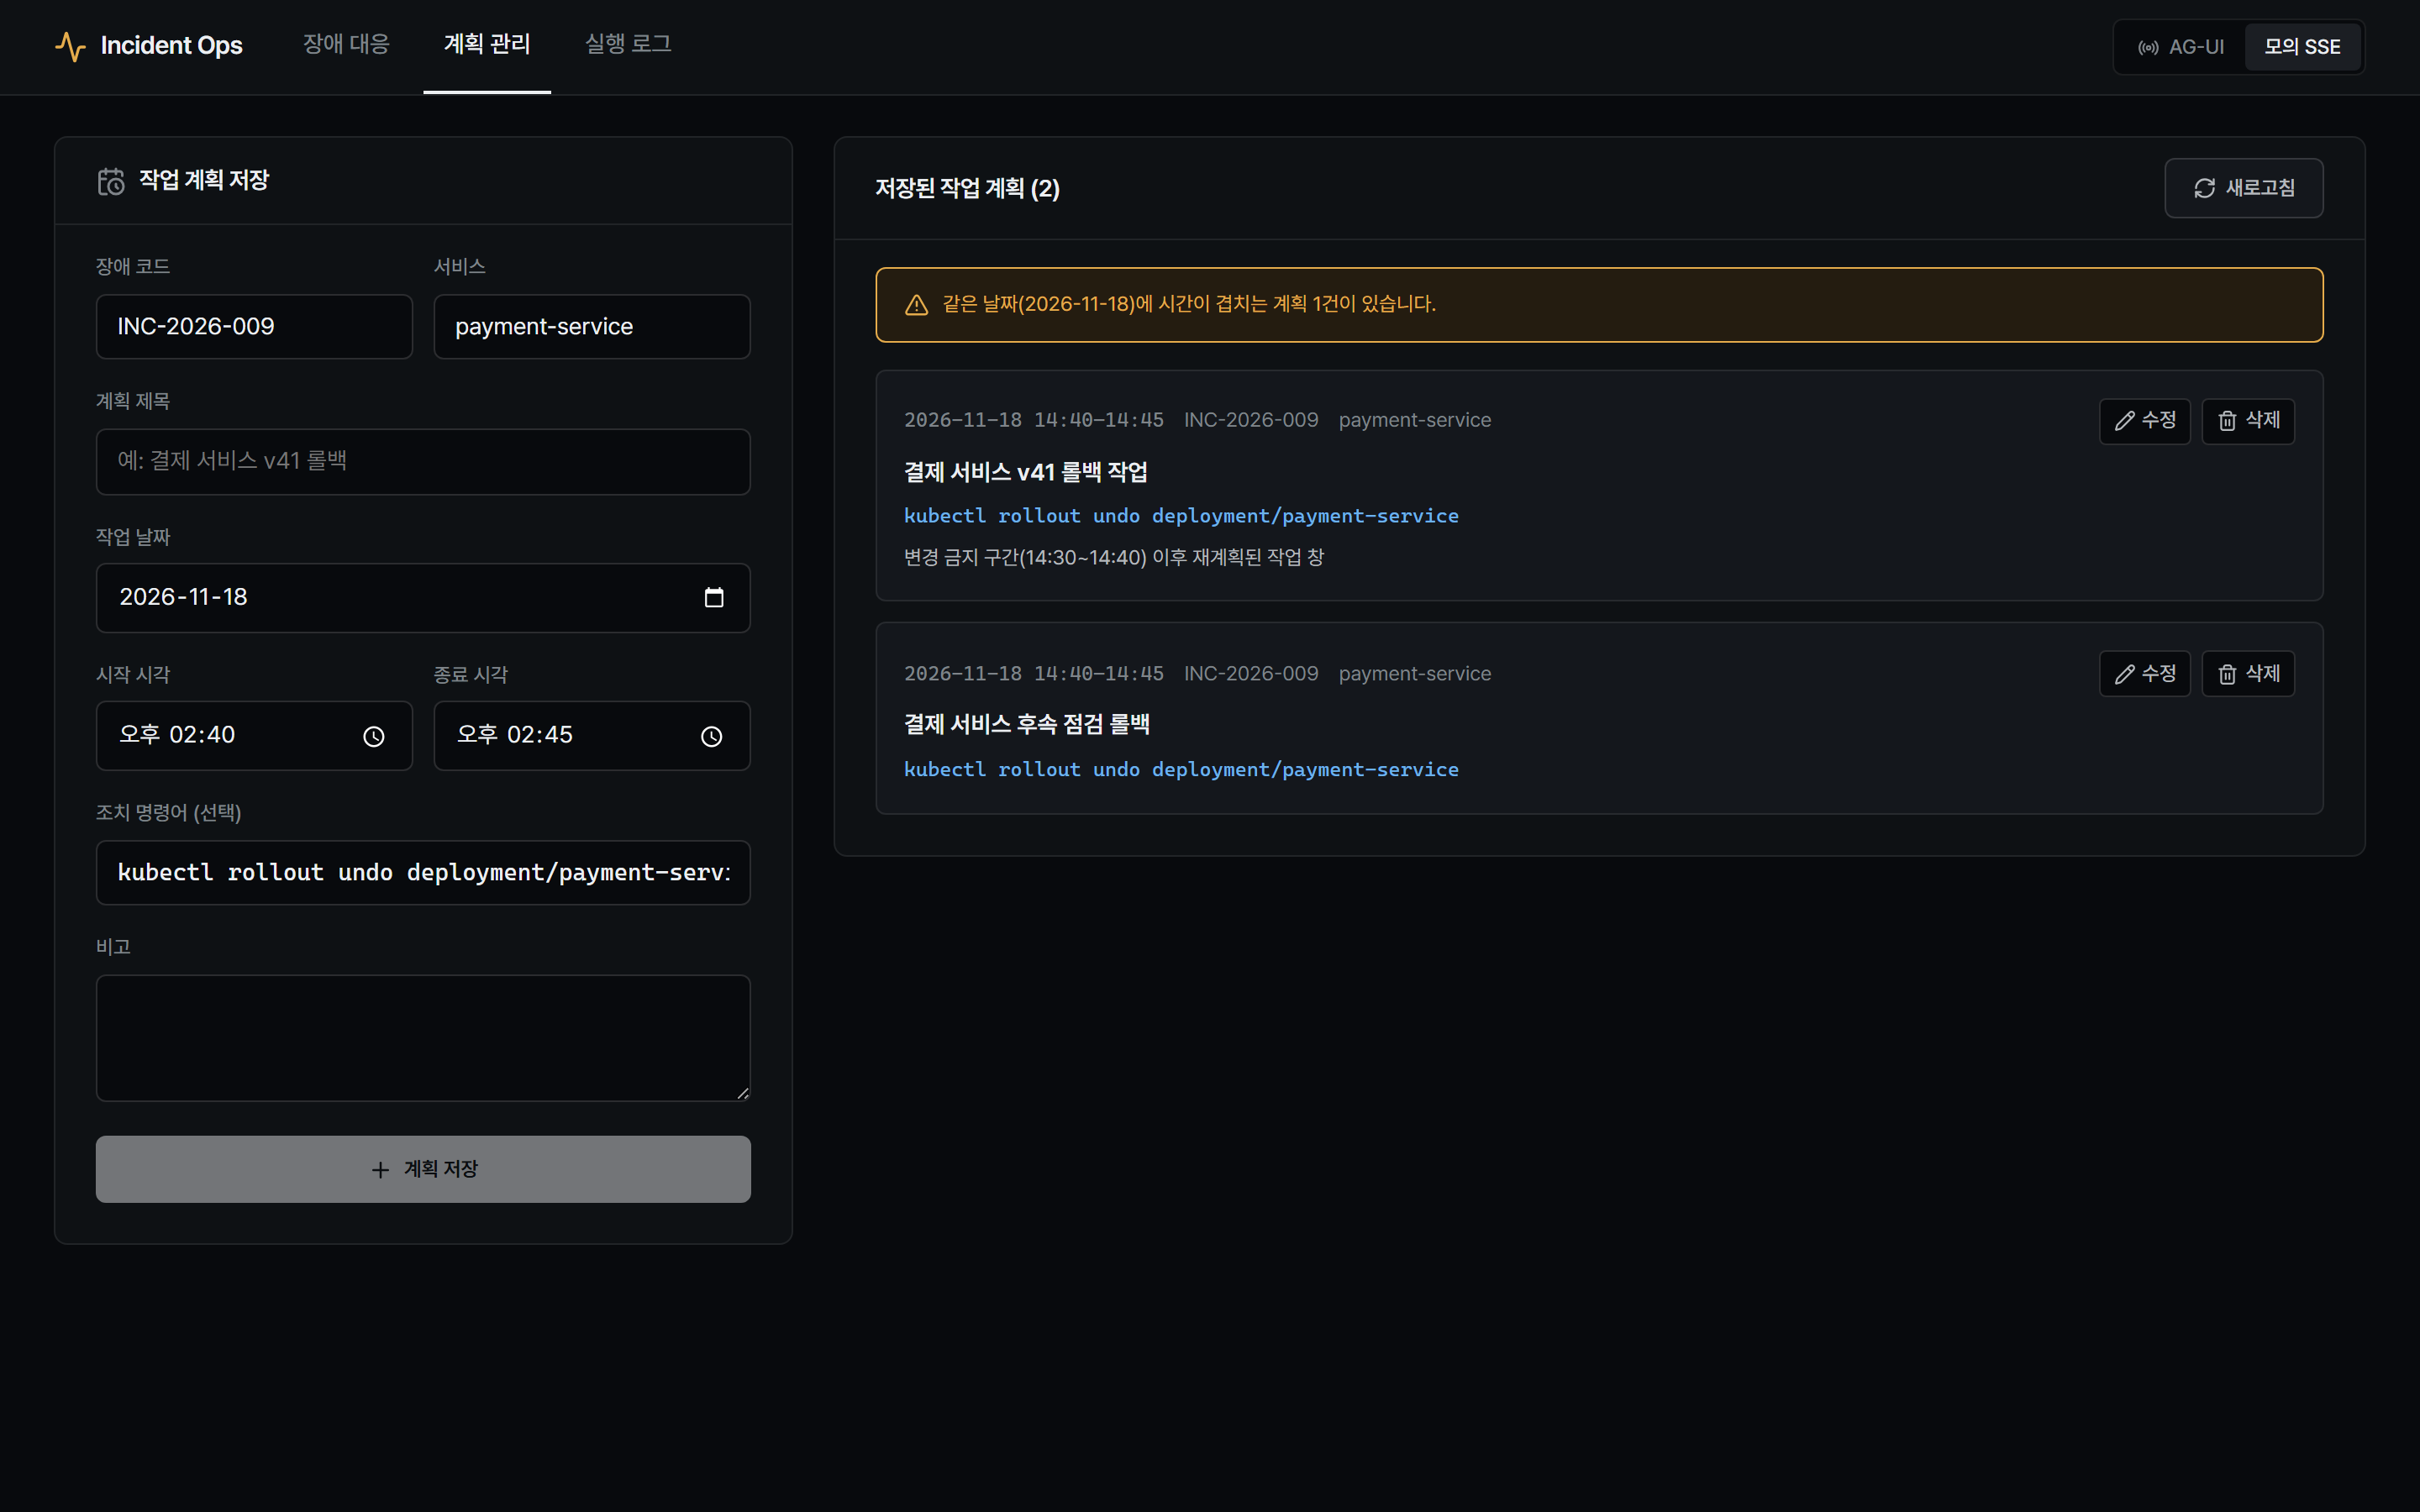 Incident Ops
장애 대응
계획 관리
실행 로그
AG-UI
모의 SSE
작업 계획 저장
장애 코드
서비스
INC-2026-009
payment-service
계획 제목
예: 결제 서비스 v41 롤백
작업 날짜
2026-11-18
시작 시각
종료 시각
오후 02:40
오후 02:45
조치 명령어 (선택)
kubectl rollout undo deployment/payment-servi
비고
계획 저장
저장된 작업 계획 (2)
새로고침
같은 날짜(2026-11-18)에 시간이 겹치는 계획 1건이 있습니다.
2026-11-18 14:40-14:45 INC-2026-009 payment-service
수정
삭제
결제 서비스 v41 롤백 작업
kubectl rollout undo deployment/payment-service
변경 금지 구간(14:30~14:40) 이후 재계획된 작업 창
2026-11-18 14:40-14:45 INC-2026-009 payment-service
수정
삭제
결제 서비스 후속 점검 롤백
kubectl rollout undo deployment/payment-service